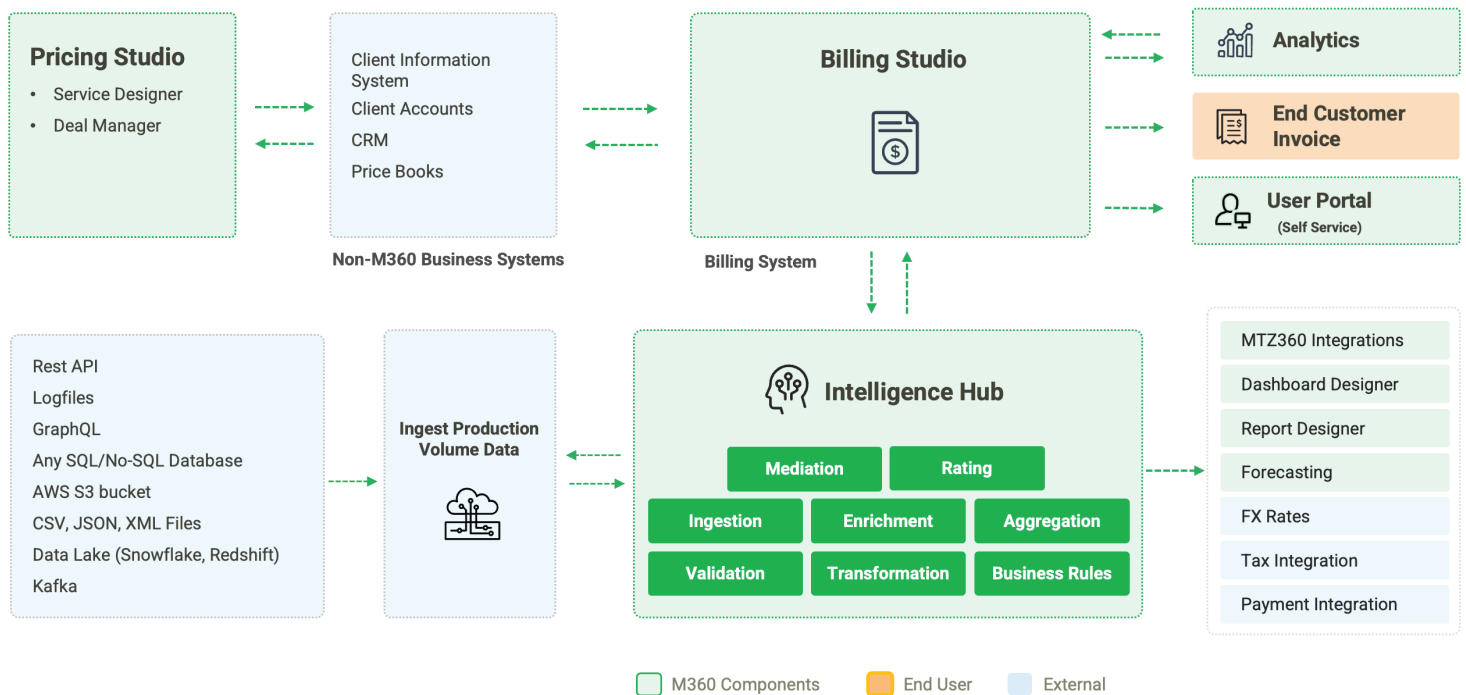 Pricing Studio
• Service Designer
• Deal Manager
Client Information
System
Client Accounts
CRM
Price Books
Non-M360 Business Systems
Billing Studio
$
Billing System
Analytics
$
End Customer
Invoice
User Portal
(Self Service)
Rest API
Logfiles
GraphQL
Any SQL/No-SQL Database
AWS S3 bucket
CSV, JSON, XML Files
Data Lake (Snowflake, Redshift)
Kafka
Ingest Production
Volume Data
Intelligence Hub
Mediation
Rating
Ingestion
Enrichment
Aggregation
Validation
Transformation
Business Rules
MTZ360 Integrations
Dashboard Designer
Report Designer
Forecasting
FX Rates
Tax Integration
Payment Integration
M360 Components
End User
External